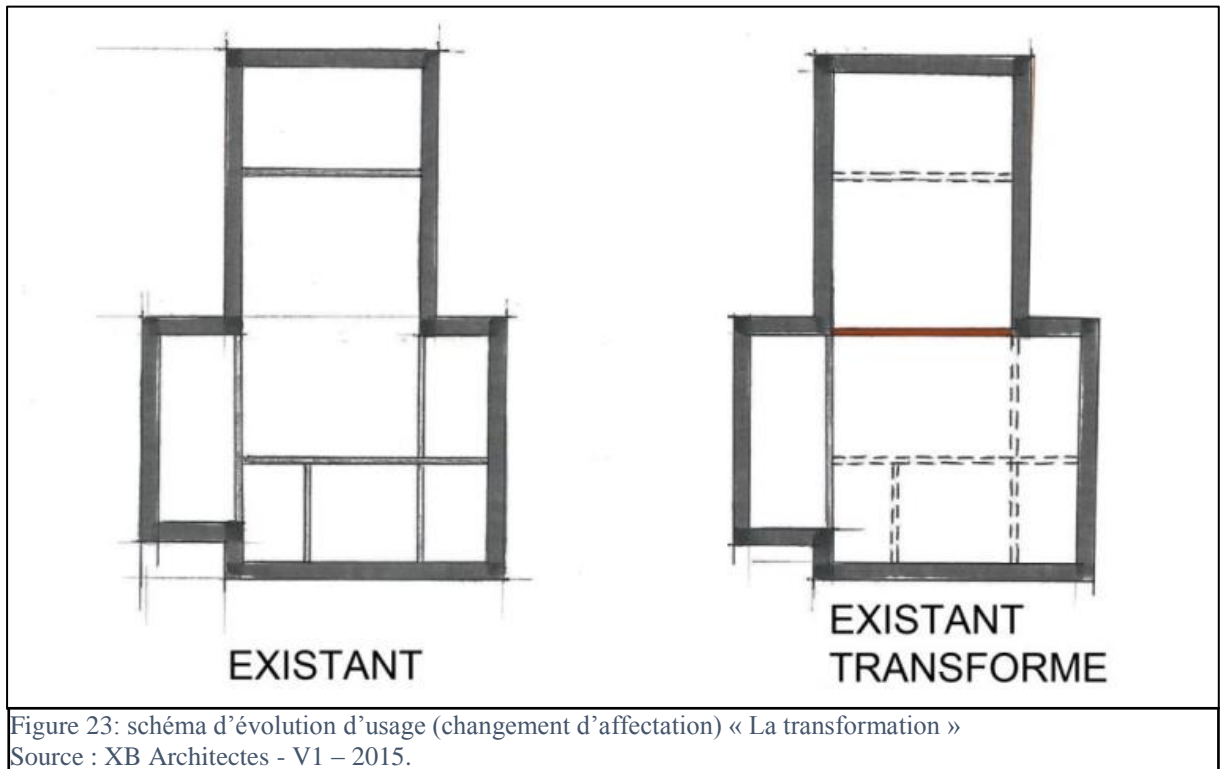 EXISTANT
EXISTANT
TRANSFORME
Figure 23: schéma d'évolution d'usage (changement d'affectation) « La transformation »
Source : XB Architectes - V1 – 2015.